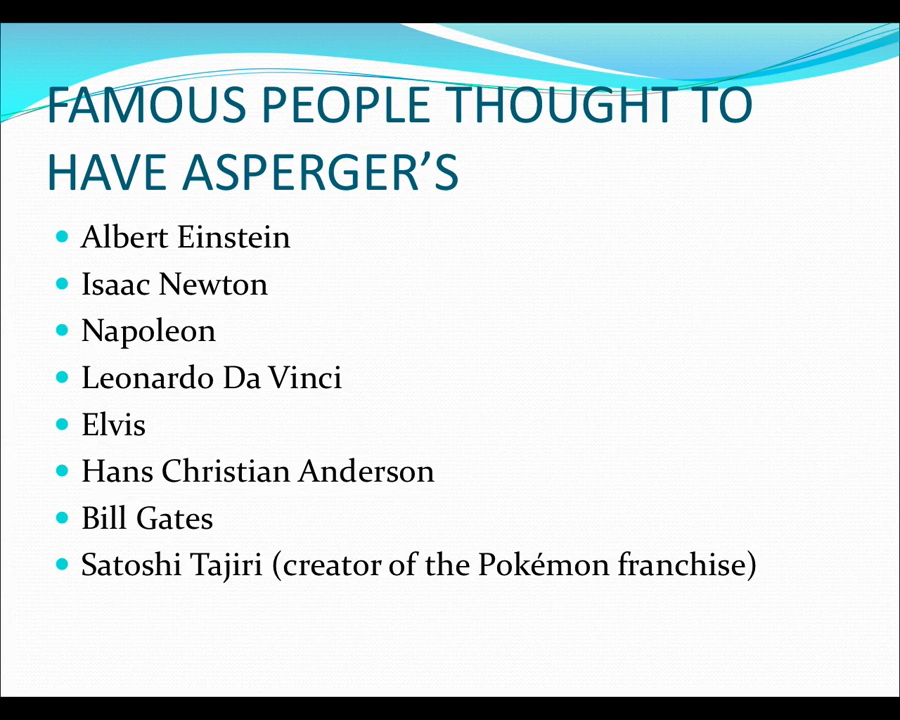 FAMOUS PEOPLE THOUGHT TO
HAVE ASPERGER’S
Albert Einstein
Isaac Newton
Napoleon
Leonardo Da Vinci
Elvis
Hans Christian Anderson
Bill Gates
Satoshi Tajiri (creator of the Pokémon franchise)